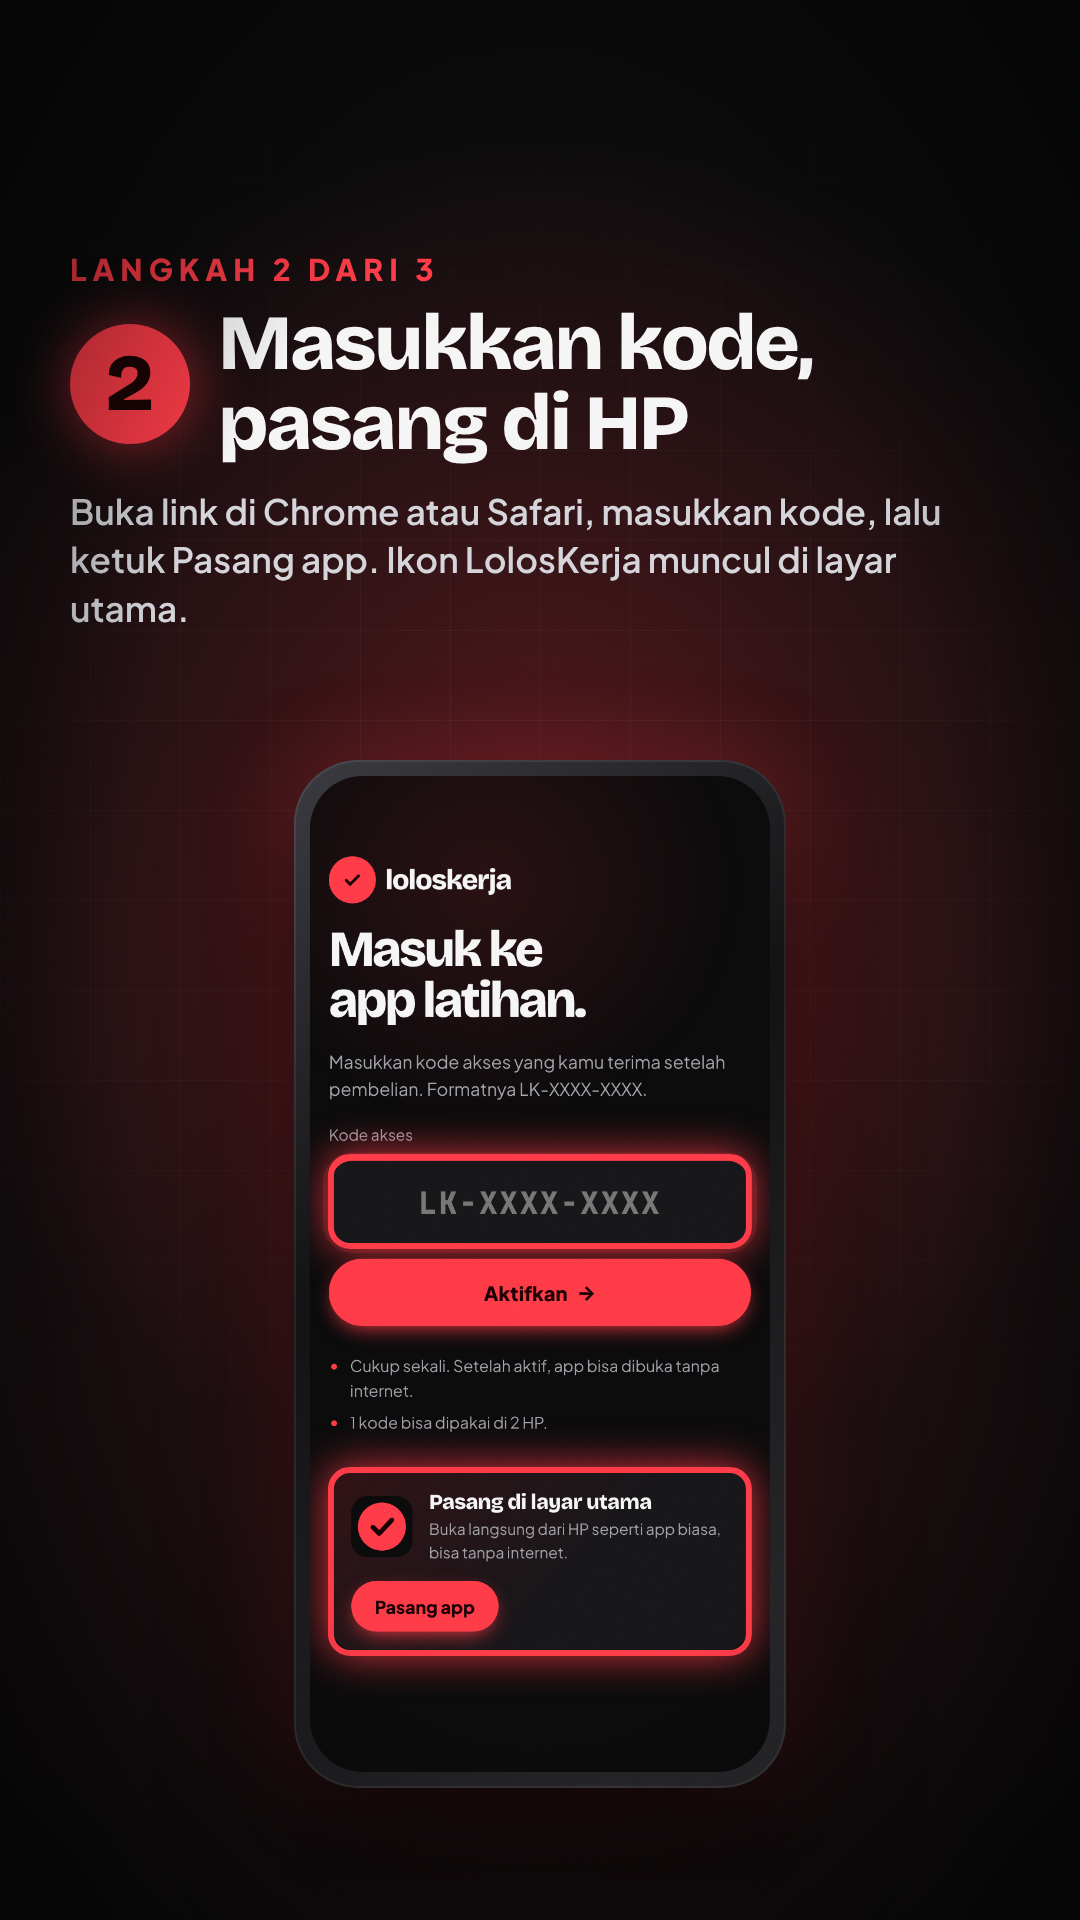 LANGKAH 2 DARI 3
2
Masukkan kode,
pasang di HP
Buka link di Chrome atau Safari, masukkan kode, lalu
ketuk Pasang app. Ikon LolosKerja muncul di layar
utama.
loloskerja
Masuk ke
app latihan.
Masukkan kode akses yang kamu terima setelah
pembelian. Formatnya LK-XXXX-XXXX.
Kode akses
LK-XXXX-XXXX
Aktifkan →
• Cukup sekali. Setelah aktif, app bisa dibuka tanpa
internet.
• 1 kode bisa dipakai di 2 HP.
Pasang di layar utama
Buka langsung dari HP seperti app biasa,
bisa tanpa internet.
Pasang app